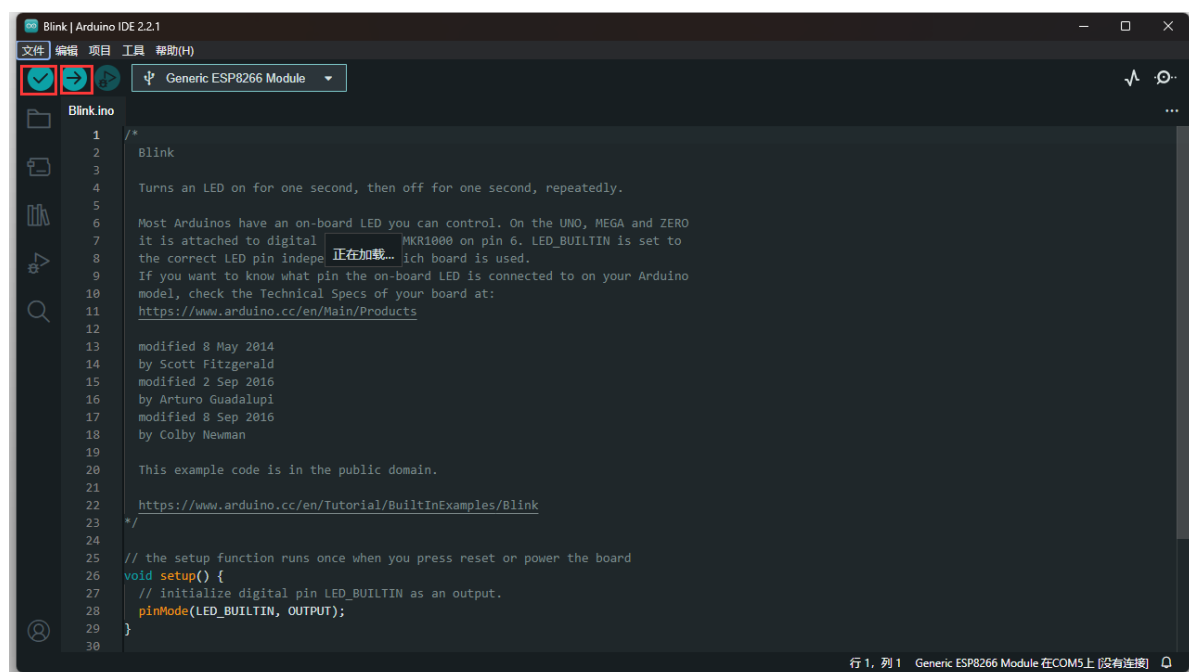 Blink | Arduino IDE 2.2.1
文件 编辑 项目 工具 帮助(H)
Generic ESP8266 Module
Blink.ino
1 /*
2 Blink
3
4 Turns an LED on for one second, then off for one second, repeatedly.
5
6 Most Arduinos have an on-board LED you can control. On the UNO, MEGA and ZERO
7 it is attached to digital MKR1000 on pin 6. LED_BUILTIN is set to
正在加载...
8 the correct LED pin indepe ich board is used.
9 If you want to know what pin the on-board LED is connected to on your Arduino
10 model, check the Technical Specs of your board at:
11 https://www.arduino.cc/en/Main/Products
12
13 modified 8 May 2014
14 by Scott Fitzgerald
15 modified 2 Sep 2016
16 by Arturo Guadalupi
17 modified 8 Sep 2016
18 by Colby Newman
19
20 This example code is in the public domain.
21
22 https://www.arduino.cc/en/Tutorial/BuiltInExamples/Blink
23 */
24
25 // the setup function runs once when you press reset or power the board
26 void setup() {
27 // initialize digital pin LED_BUILTIN as an output.
28 pinMode(LED_BUILTIN, OUTPUT);
29 }
30
行 1，列 1 Generic ESP8266 Module 在COM5上 [没有连接]